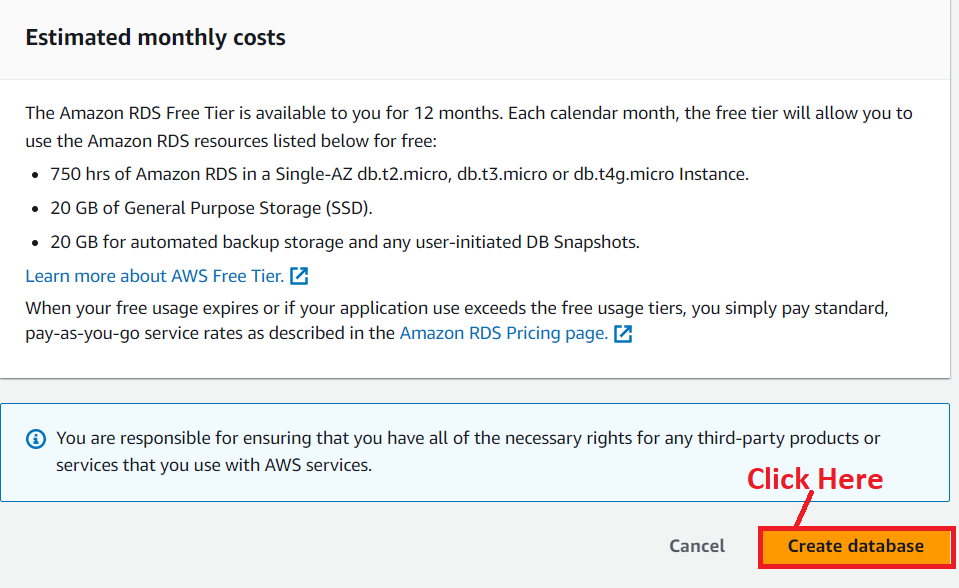 Estimated monthly costs
The Amazon RDS Free Tier is available to you for 12 months. Each calendar month, the free tier will allow you to
use the Amazon RDS resources listed below for free:
• 750 hrs of Amazon RDS in a Single-AZ db.t2.micro, db.t3.micro or db.t4g.micro Instance.
• 20 GB of General Purpose Storage (SSD).
• 20 GB for automated backup storage and any user-initiated DB Snapshots.
Learn more about AWS Free Tier.
When your free usage expires or if your application use exceeds the free usage tiers, you simply pay standard,
pay-as-you-go service rates as described in the Amazon RDS Pricing page.
You are responsible for ensuring that you have all of the necessary rights for any third-party products or
services that you use with AWS services.
Click Here
Cancel
Create database